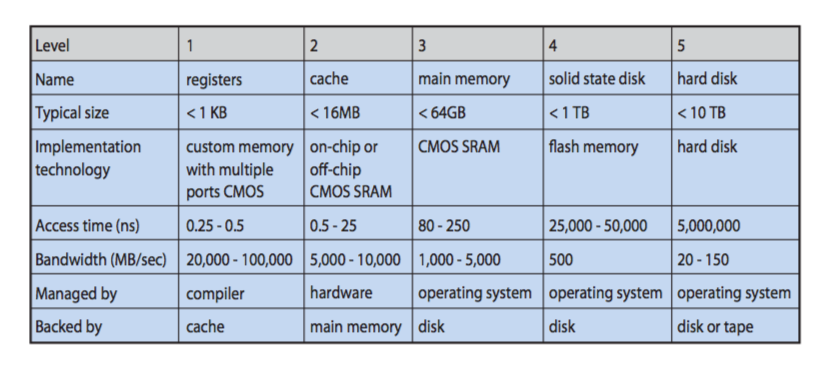 Level 1 2 3 4 5
Name registers cache main memory solid state disk hard disk
Typical size < 1 KB < 16MB < 64GB < 1 TB < 10 TB
Implementation custom memory on-chip or CMOS SRAM flash memory hard disk
technology with multiple off-chip
ports CMOS CMOS SRAM
Access time (ns) 0.25 - 0.5 0.5 - 25 80 - 250 25,000 - 50,000 5,000,000
Bandwidth (MB/sec) 20,000 - 100,000 5,000 - 10,000 1,000 - 5,000 500 20 - 150
Managed by compiler hardware operating system operating system operating system
Backed by cache main memory disk disk disk or tape